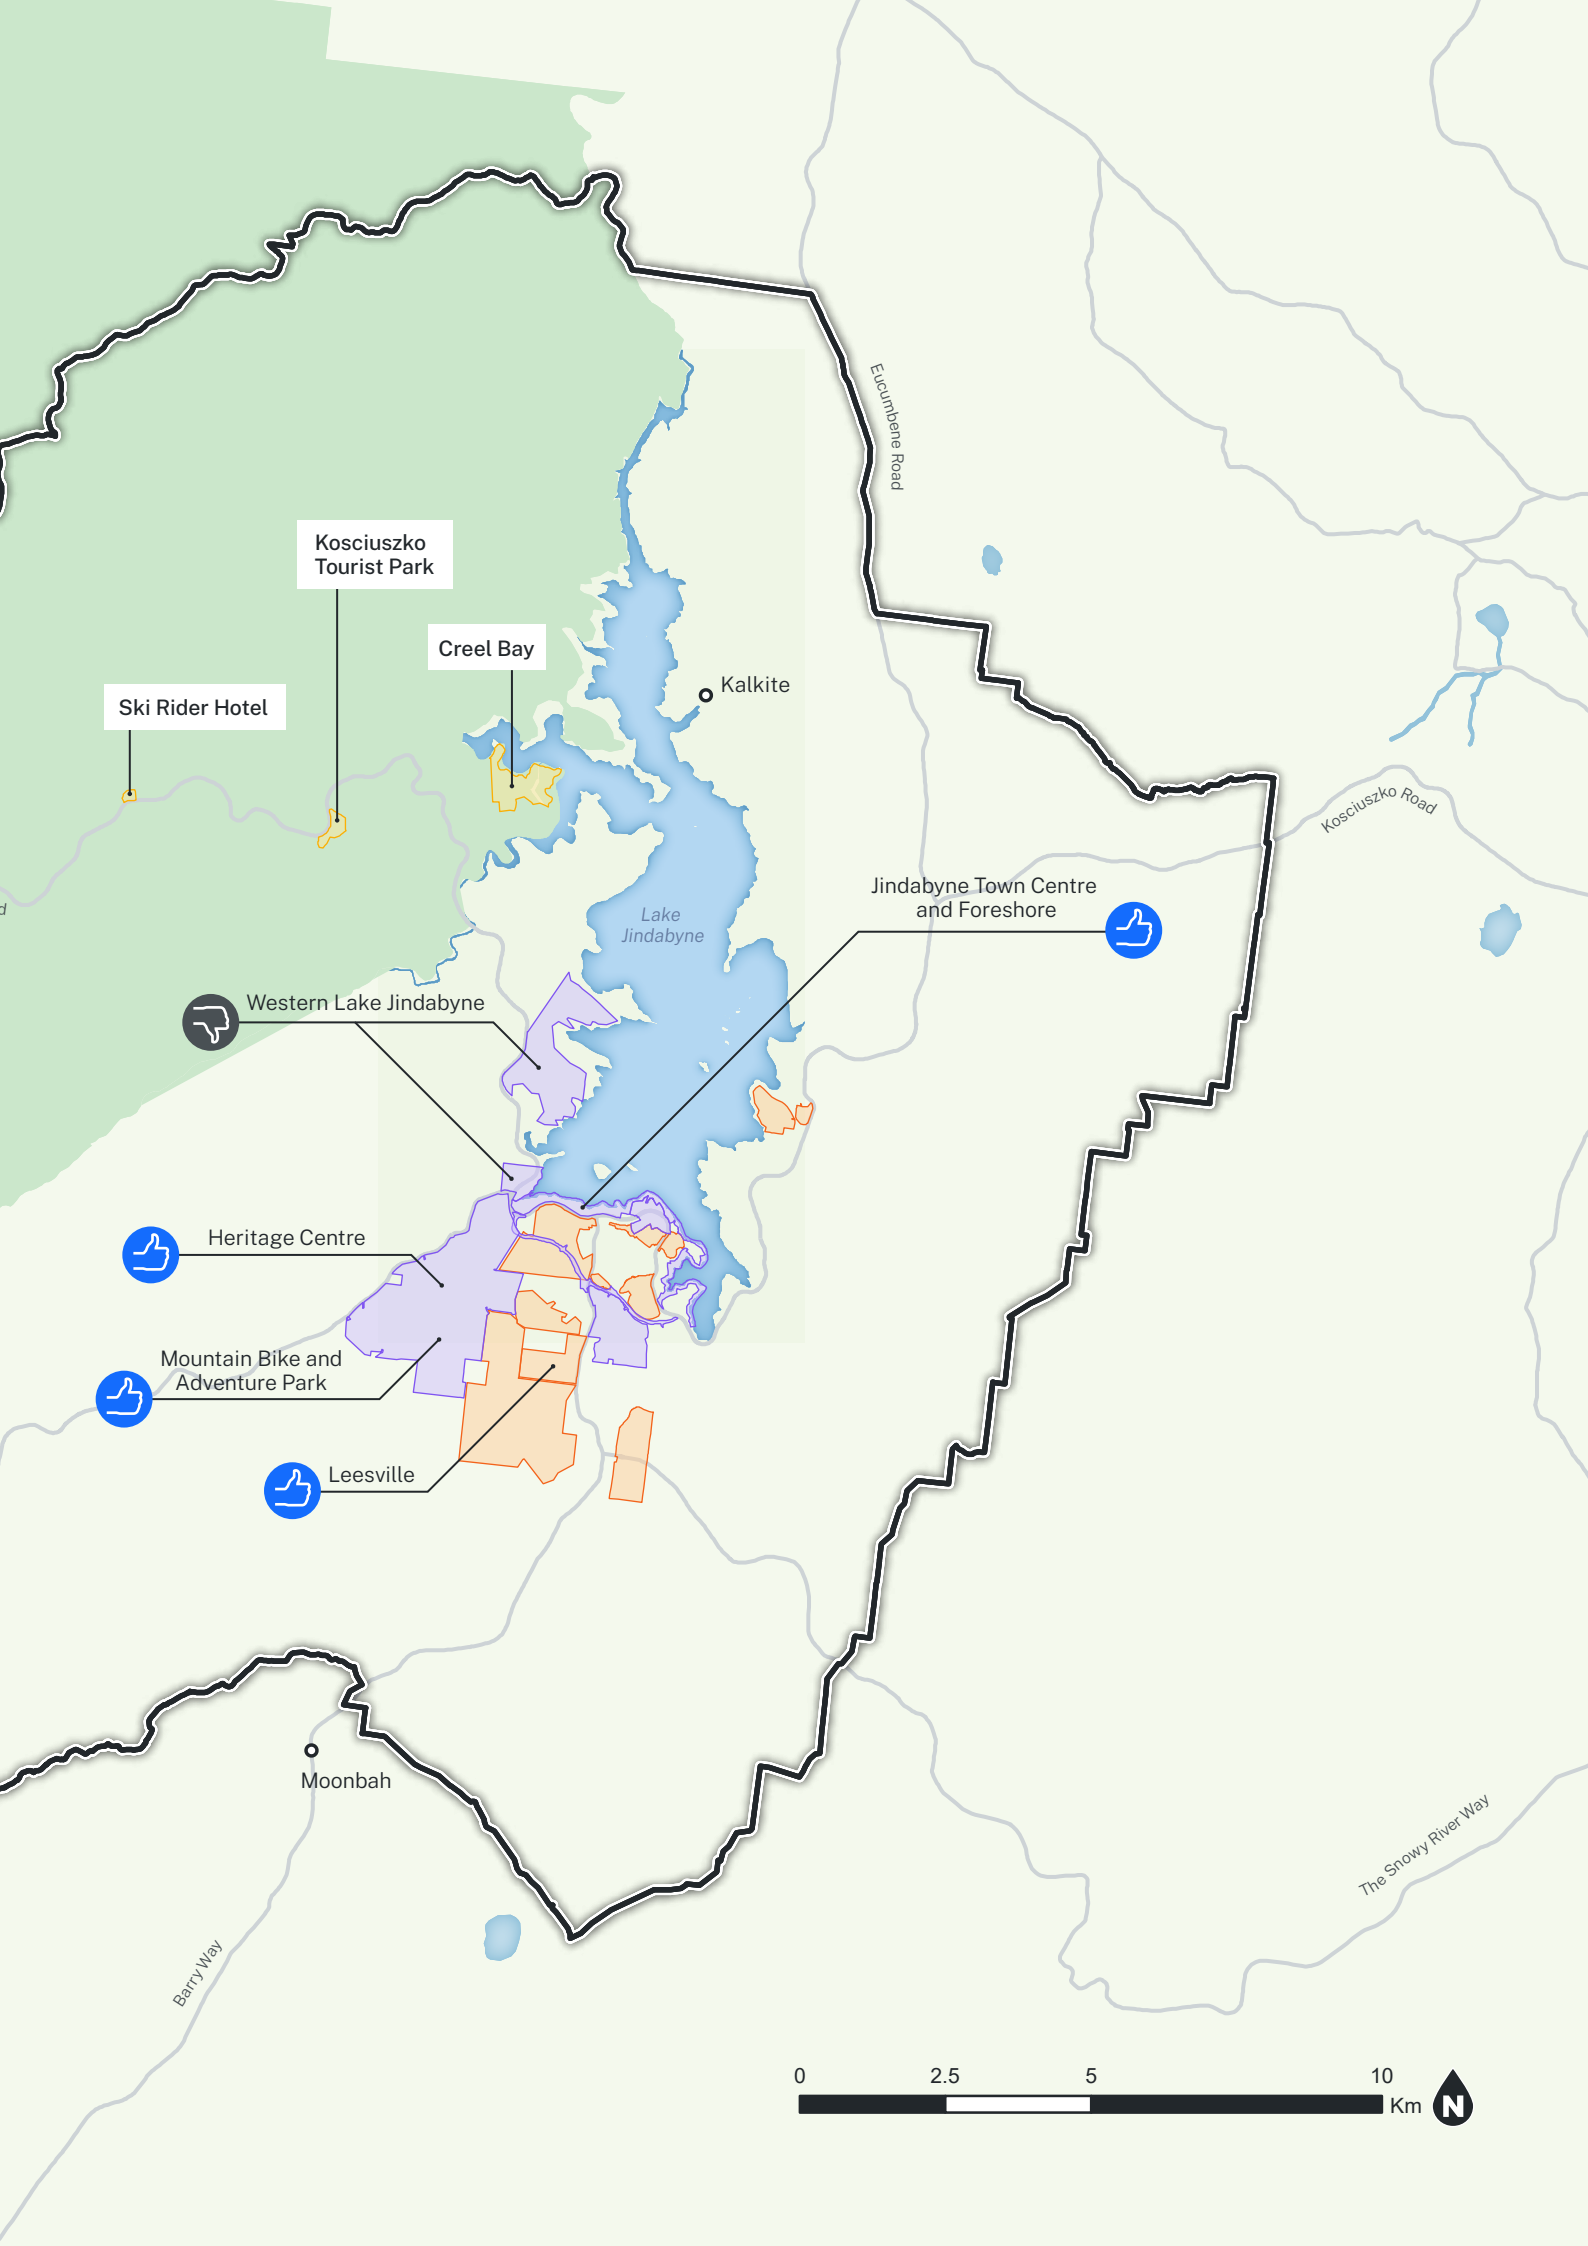 Eucumbene Road
Kosciuszko
Tourist Park
Creel Bay
Kalkite
Ski Rider Hotel
Kosciuszko Road
Jindabyne Town Centre
and Foreshore
d
Lake
Jindabyne
Western Lake Jindabyne
Heritage Centre
Mountain Bike and
Adventure Park
Leesville
Moonbah
The Snowy River Way
Barry Way
0 2.5 5 10
Km
N